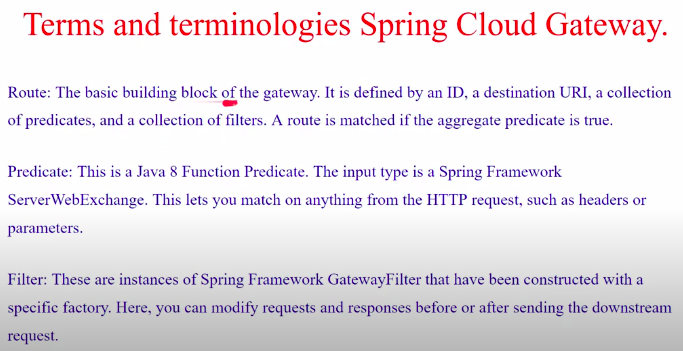 Terms and terminologies Spring Cloud Gateway.
Route: The basic building block of the gateway. It is defined by an ID, a destination URI, a collection
of predicates, and a collection of filters. A route is matched if the aggregate predicate is true.
Predicate: This is a Java 8 Function Predicate. The input type is a Spring Framework
ServerWebExchange. This lets you match on anything from the HTTP request, such as headers or
parameters.
Filter: These are instances of Spring Framework GatewayFilter that have been constructed with a
specific factory. Here, you can modify requests and responses before or after sending the downstream
request.